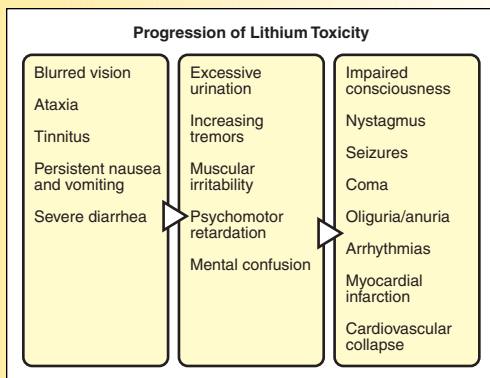 Progression of Lithium Toxicity
Blurred vision
Ataxia
Tinnitus
Persistent nausea
and vomiting
Severe diarrhea
Excessive
urination
Increasing
tremors
Muscular
irritability
Psychomotor
retardation
Mental confusion
Impaired
consciousness
Nystagmus
Seizures
Coma
Oliguria/anuria
Arrhythmias
Myocardial
infarction
Cardiovascular
collapse